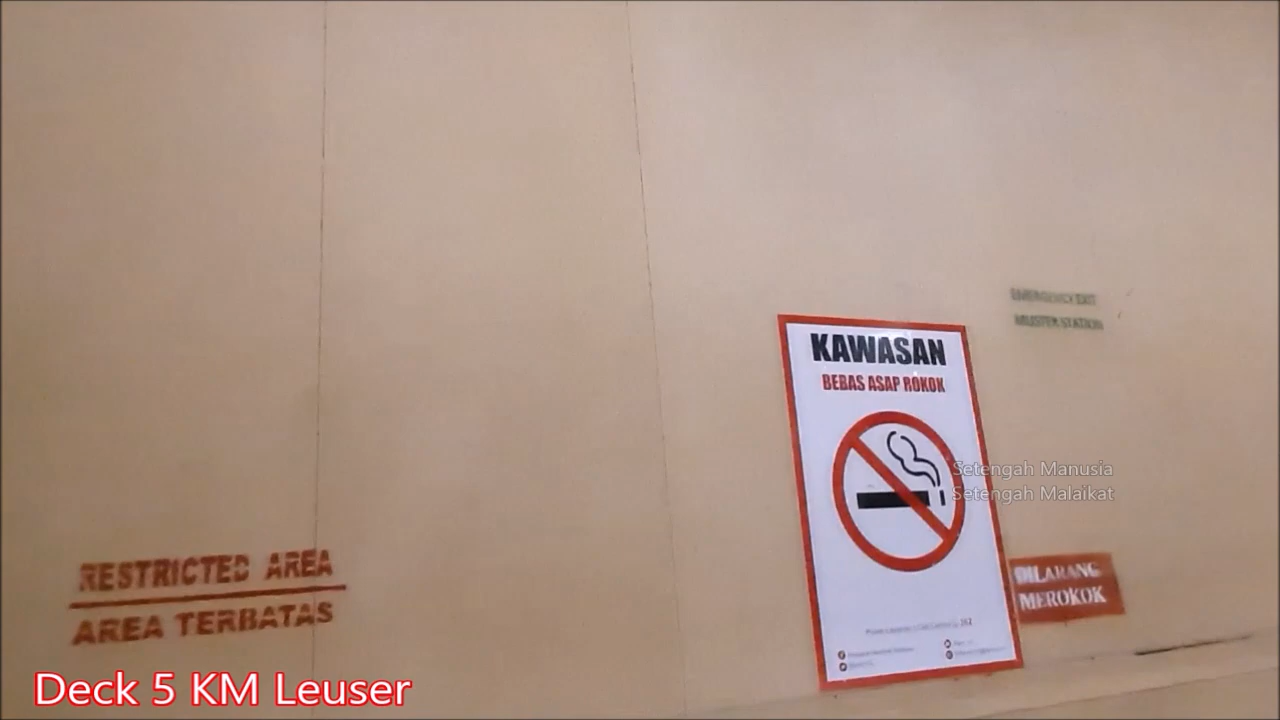 EMERGENCY EXIT
MUSTER STATION
KAWASAN
BEBAS ASAP ROKOK
Setengah Manusia
Setengah Malaikat
RESTRICTED AREA
AREA TERBATAS
DILARANG
MEROKOK
162
Deck 5 KM Leuser